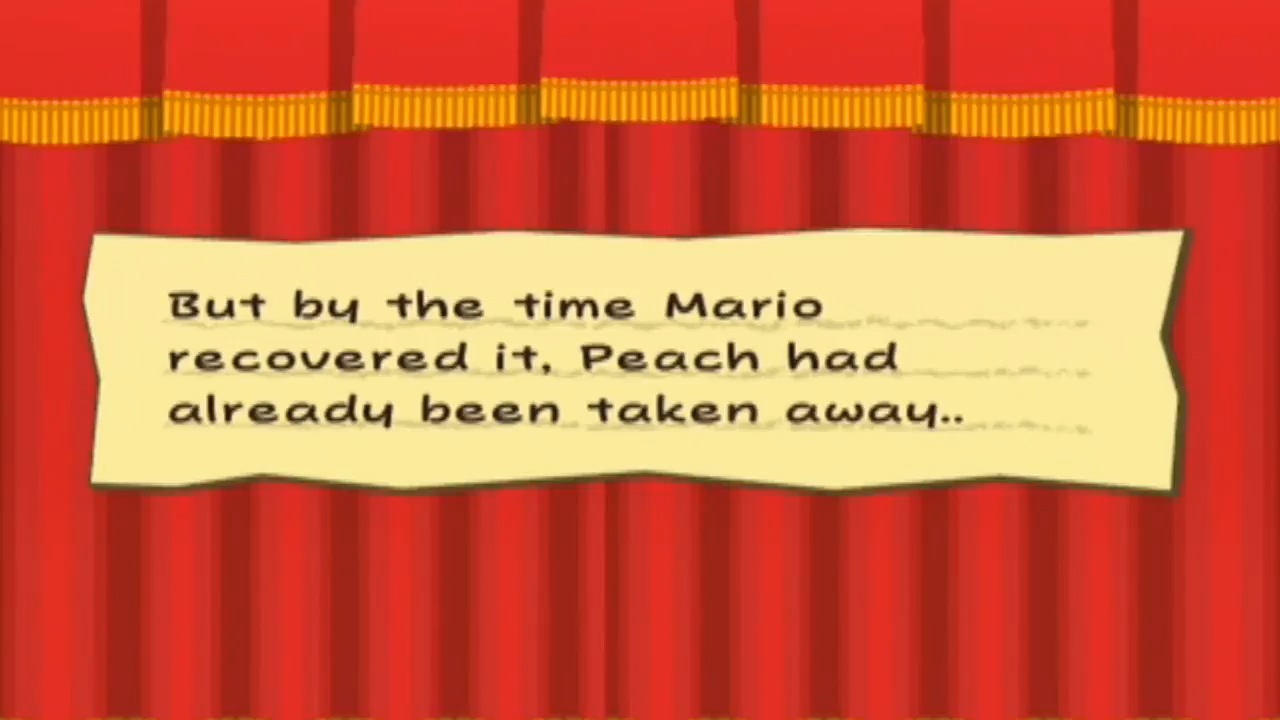 But by the time Mario
recovered it, Peach had
already been taken away..